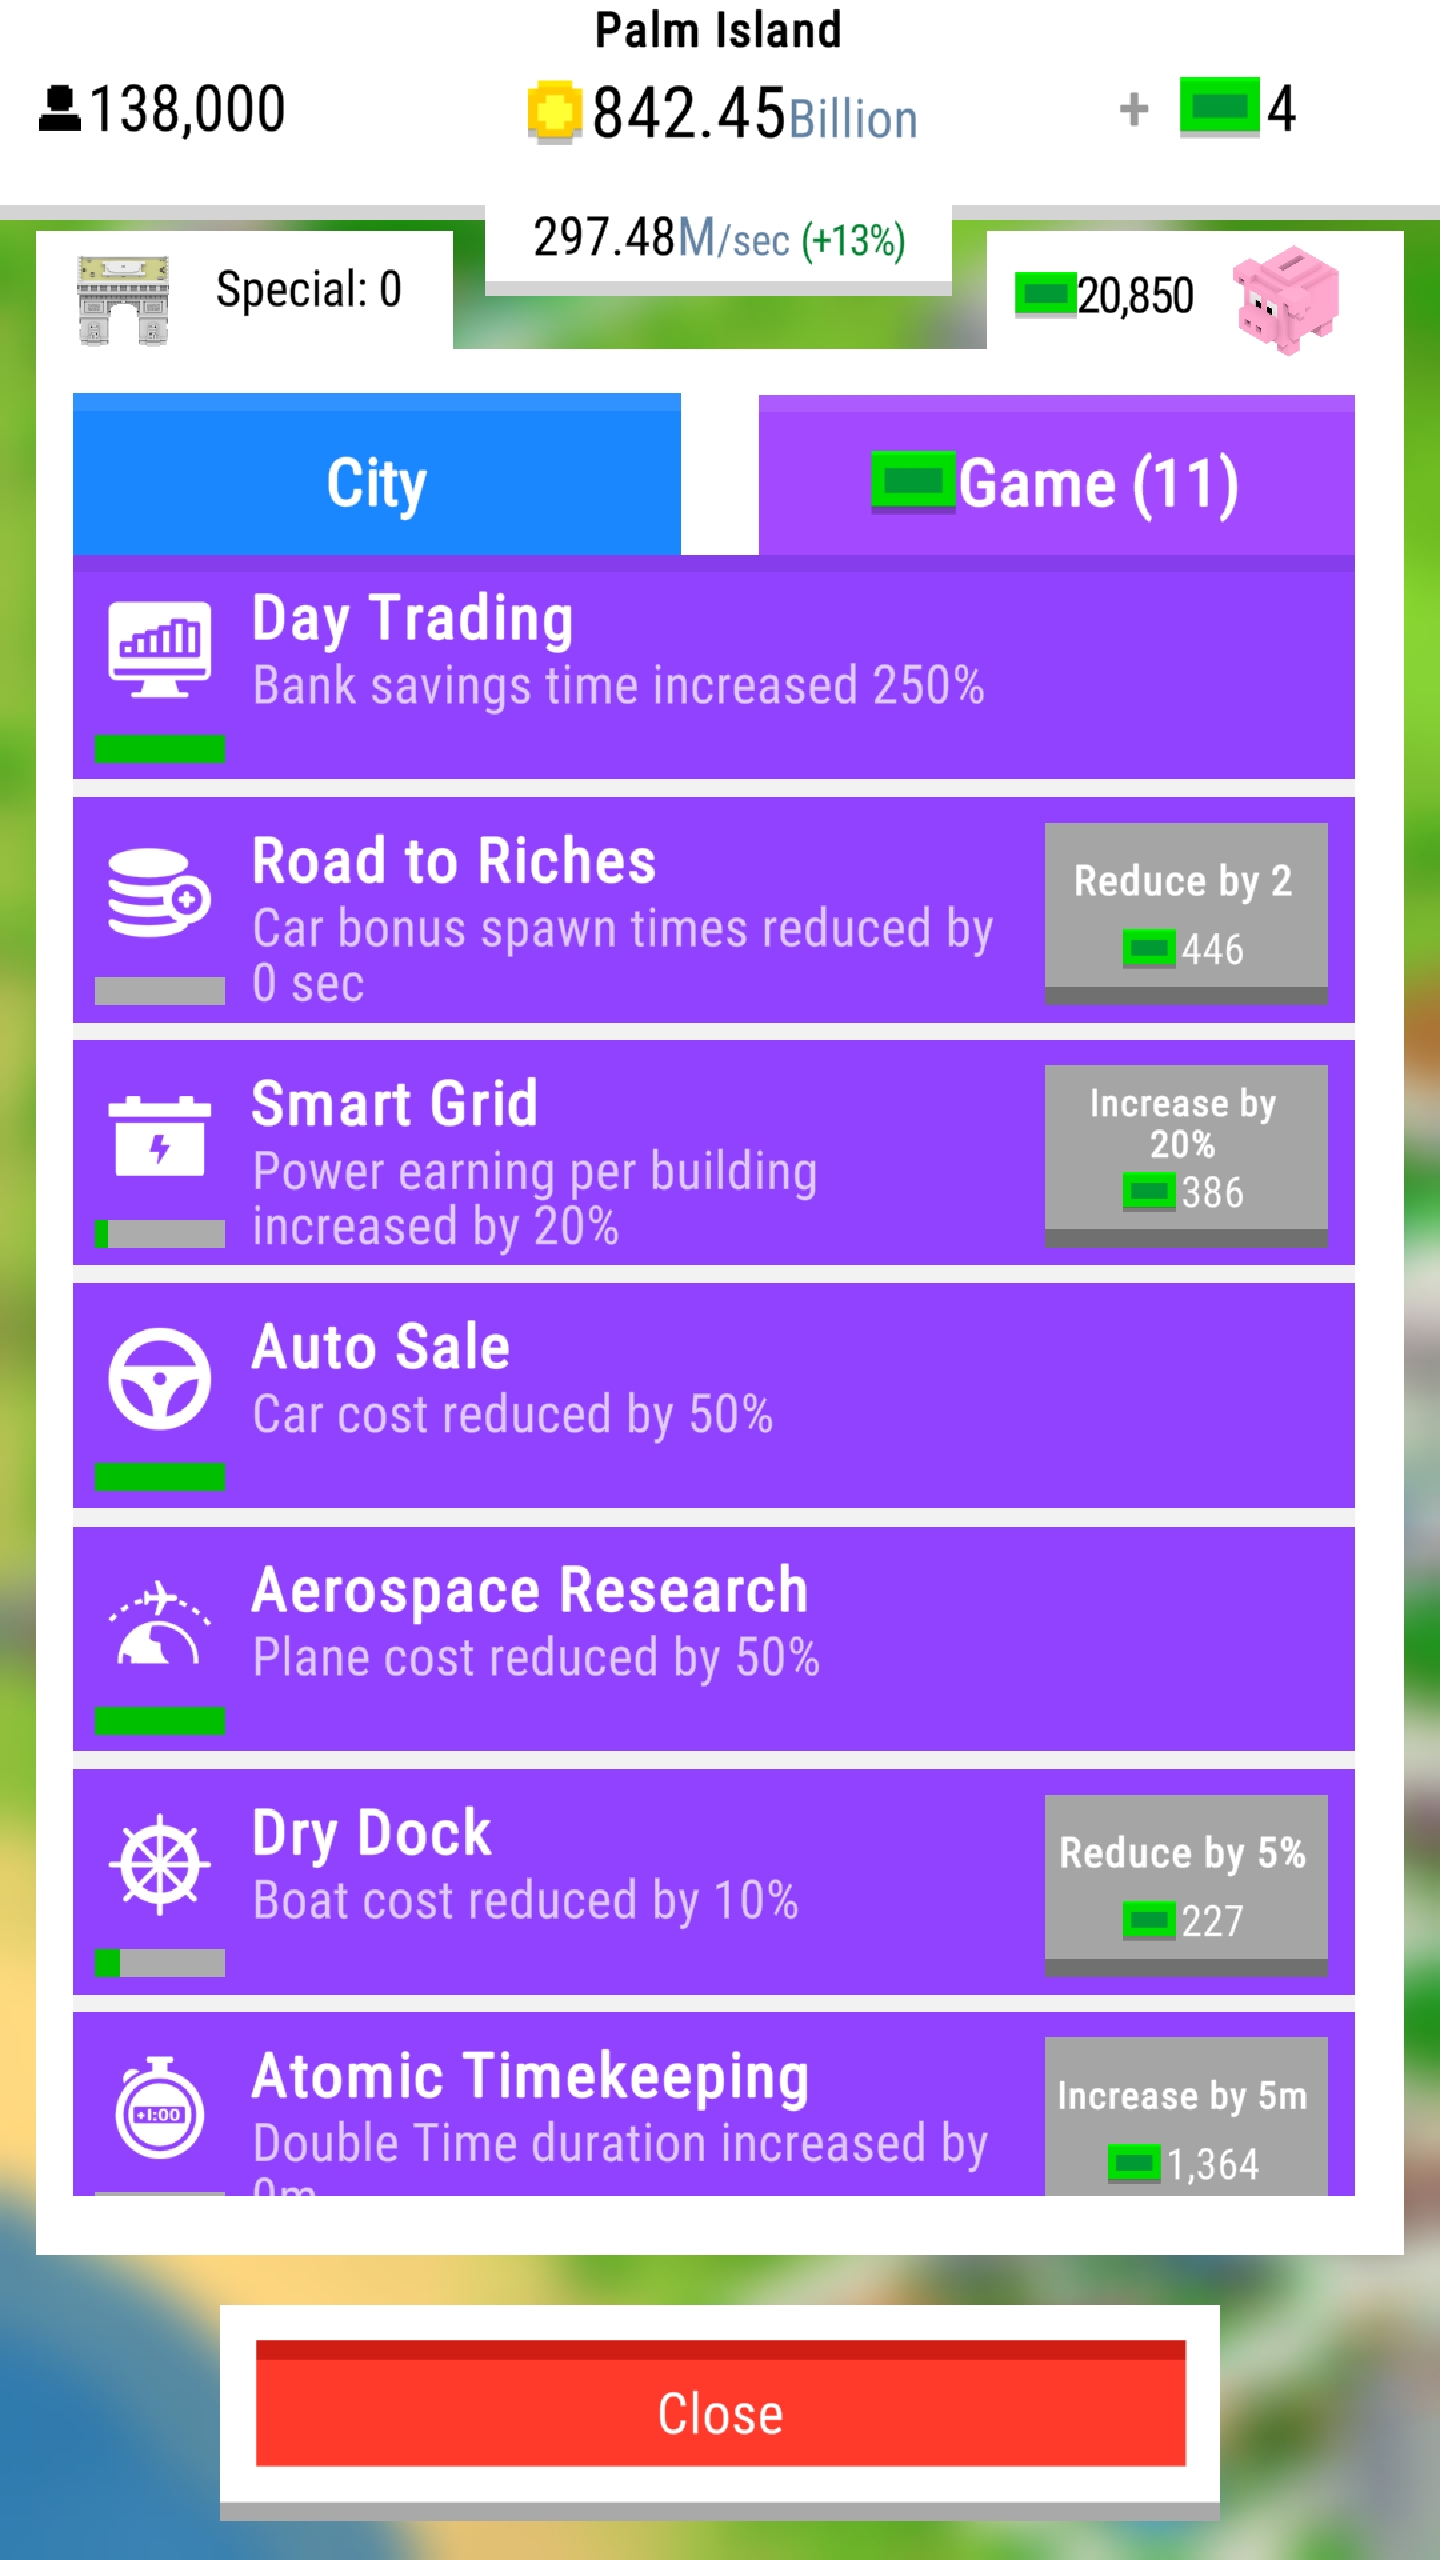 Palm Island
138,000
842.45Billion
+ 4
297.48M/sec (+13%)
Special: 0
20,850
City
Game (11)
Day Trading
Bank savings time increased 250%
Road to Riches
Car bonus spawn times reduced by
0 sec
Reduce by 2
446
Smart Grid
Power earning per building
increased by 20%
Increase by
20%
386
Auto Sale
Car cost reduced by 50%
Aerospace Research
Plane cost reduced by 50%
Dry Dock
Boat cost reduced by 10%
Reduce by 5%
227
+1:00
Atomic Timekeeping
Double Time duration increased by
0m
Increase by 5m
1,364
Close